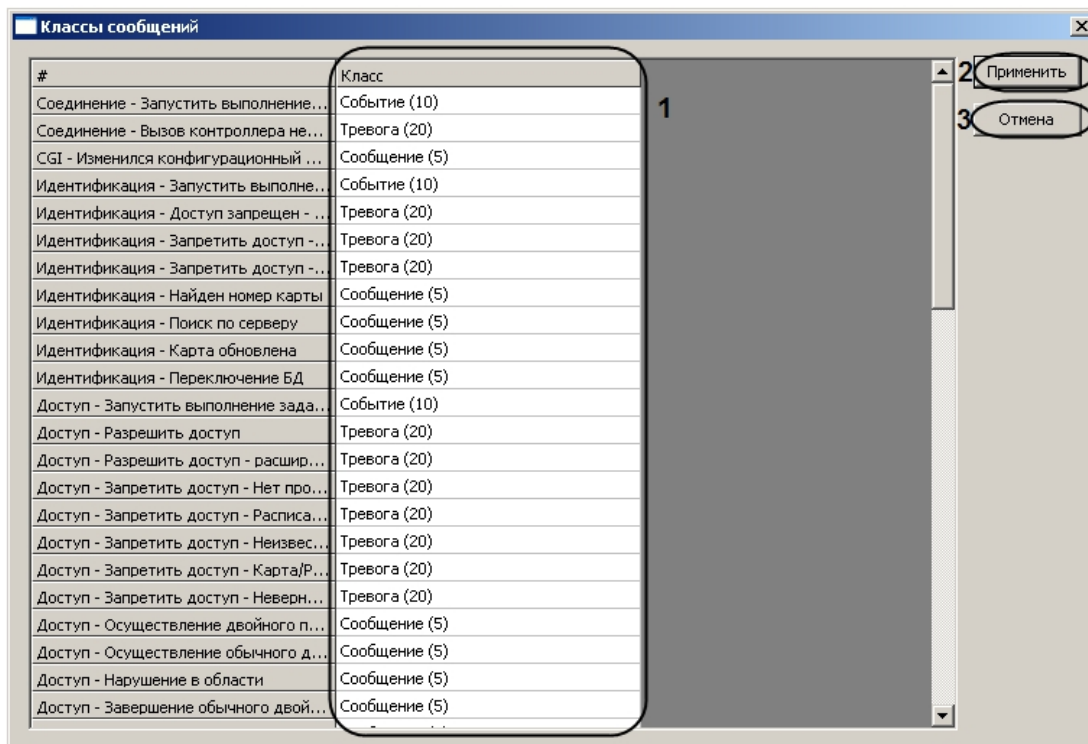 Классы сообщений
# Класс
Соединение - Запустить выполнение... Событие (10)
Соединение - Вызов контроллера не... Тревога (20)
CGI - Изменился конфигурационный ... Сообщение (5)
Идентификация - Запустить выполне... Событие (10)
Идентификация - Доступ запрещен - ... Тревога (20)
Идентификация - Запретить доступ -... Тревога (20)
Идентификация - Запретить доступ -... Тревога (20)
Идентификация - Найден номер карты Сообщение (5)
Идентификация - Поиск по серверу Сообщение (5)
Идентификация - Карта обновлена Сообщение (5)
Идентификация - Переключение БД Сообщение (5)
Доступ - Запустить выполнение зада... Событие (10)
Доступ - Разрешить доступ Тревога (20)
Доступ - Разрешить доступ - расшир... Тревога (20)
Доступ - Запретить доступ - Нет про... Тревога (20)
Доступ - Запретить доступ - Расписа... Тревога (20)
Доступ - Запретить доступ - Неизвес... Тревога (20)
Доступ - Запретить доступ - Карта/Р... Тревога (20)
Доступ - Запретить доступ - Неверн... Тревога (20)
Доступ - Осуществление двойного п... Сообщение (5)
Доступ - Осуществление обычного д... Сообщение (5)
Доступ - Нарушение в области Сообщение (5)
Доступ - Завершение обычного двой... Сообщение (5)
1
2 Применить
3 Отмена